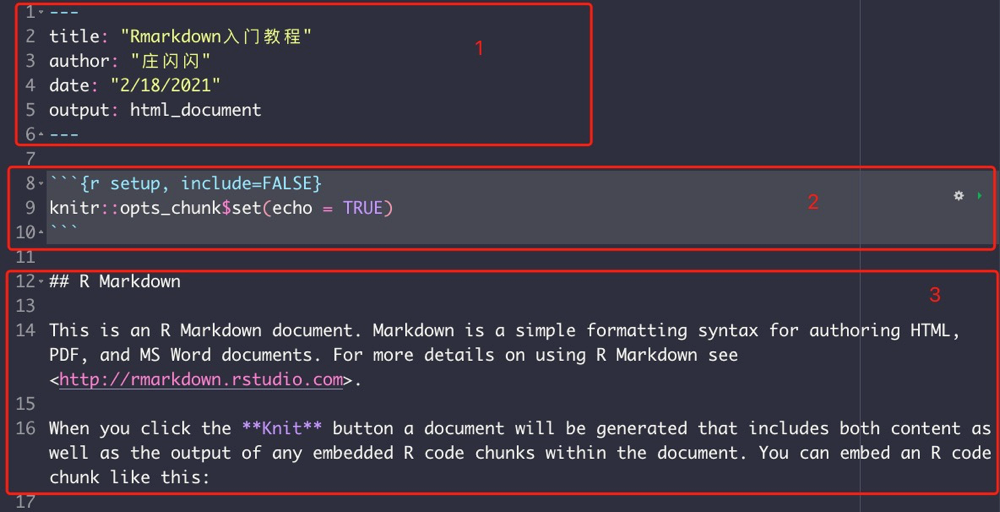 1 ---
2 title: "Rmarkdown入门教程"
3 author: "庄闪闪"
4 date: "2/18/2021"
5 output: html_document
6 ---
1
7
8 ```{r setup, include=FALSE}
9 knitr::opts_chunk$set(echo = TRUE)
10 ```
2
11
12 ## R Markdown
3
13
14 This is an R Markdown document. Markdown is a simple formatting syntax for authoring HTML,
PDF, and MS Word documents. For more details on using R Markdown see
<http://rmarkdown.rstudio.com>.
15
16 When you click the **Knit** button a document will be generated that includes both content as
well as the output of any embedded R code chunks within the document. You can embed an R code
chunk like this:
17